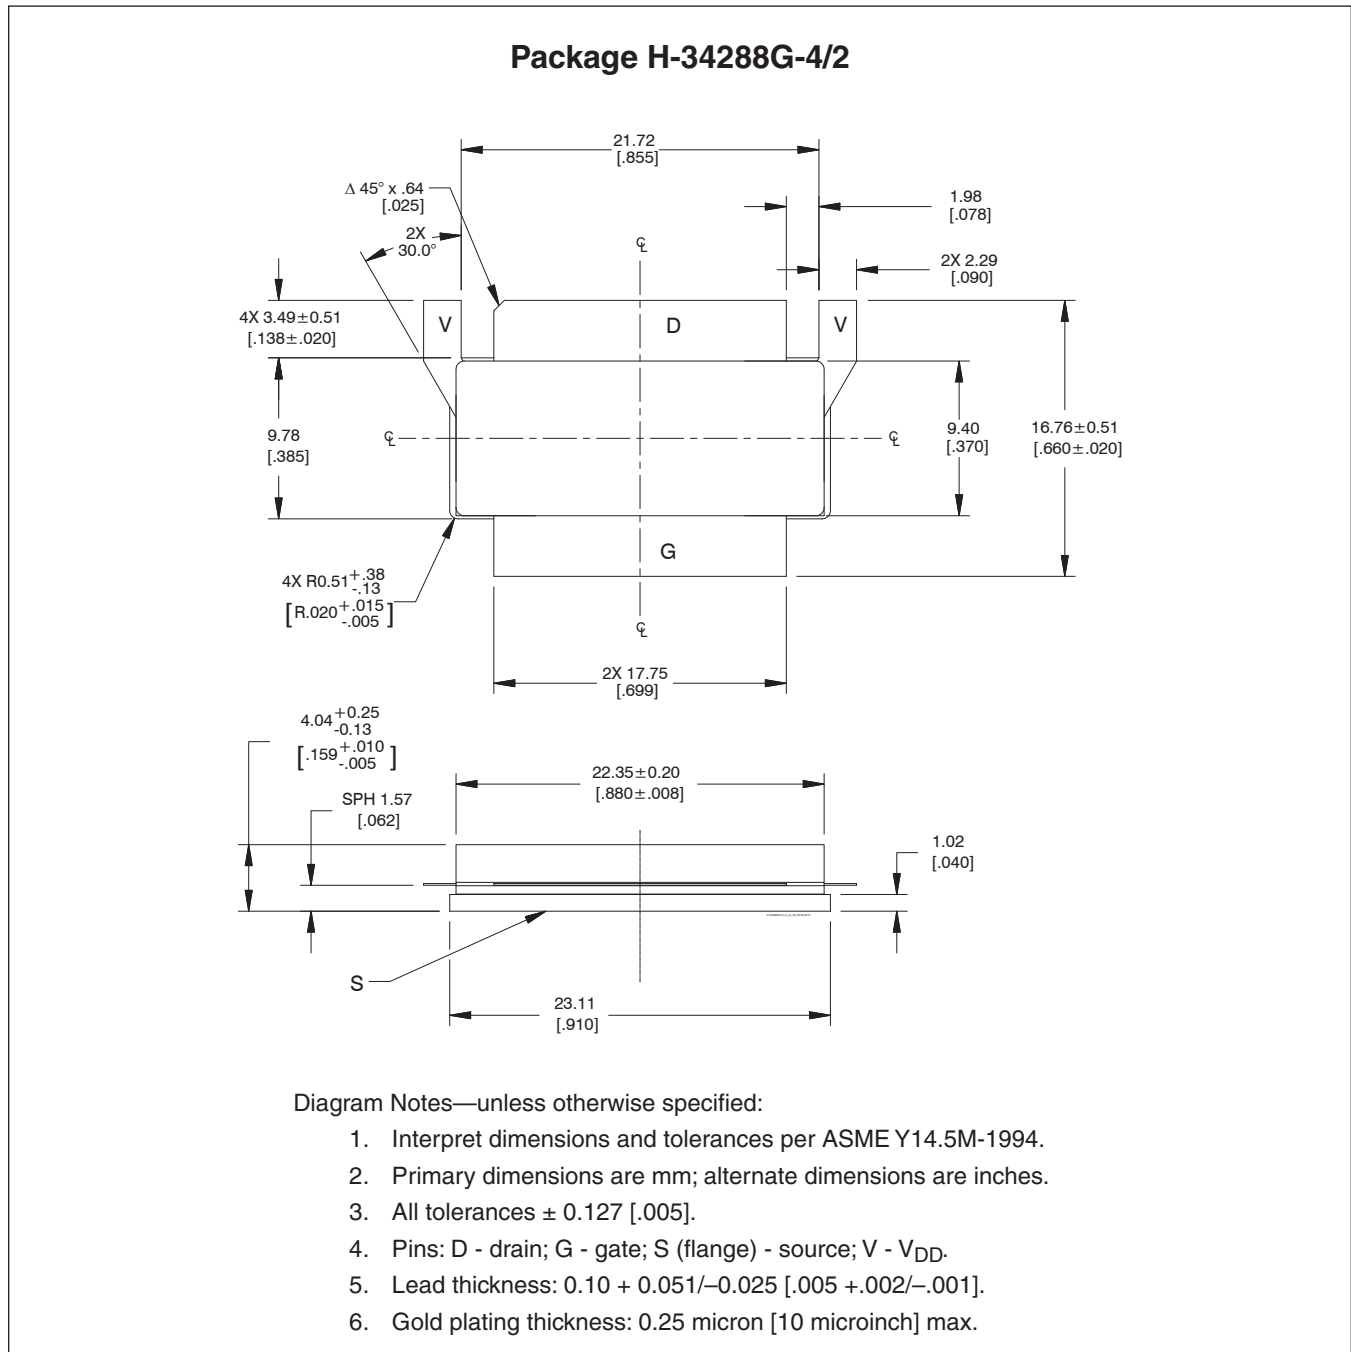 Package H-34288G-4/2
21.72
[.855]
Δ 45° x .64
[.025]
1.98
[.078]
2X
30.0°
℄
2X 2.29
[.090]
4X 3.49±0.51
[.138±.020]
V
D
V
9.78
[.385]
℄
℄
9.40
[.370]
16.76±0.51
[.660±.020]
G
4X R0.51+.38
-.13
[R.020+.015
-.005]
℄
2X 17.75
[.699]
4.04+0.25
-0.13
[.159+.010
-.005]
22.35±0.20
[.880±.008]
SPH 1.57
[.062]
1.02
[.040]
S
23.11
[.910]
Diagram Notes—unless otherwise specified:
1. Interpret dimensions and tolerances per ASME Y14.5M-1994.
2. Primary dimensions are mm; alternate dimensions are inches.
3. All tolerances ± 0.127 [.005].
4. Pins: D - drain; G - gate; S (flange) - source; V - VDD.
5. Lead thickness: 0.10 + 0.051/–0.025 [.005 +.002/–.001].
6. Gold plating thickness: 0.25 micron [10 microinch] max.